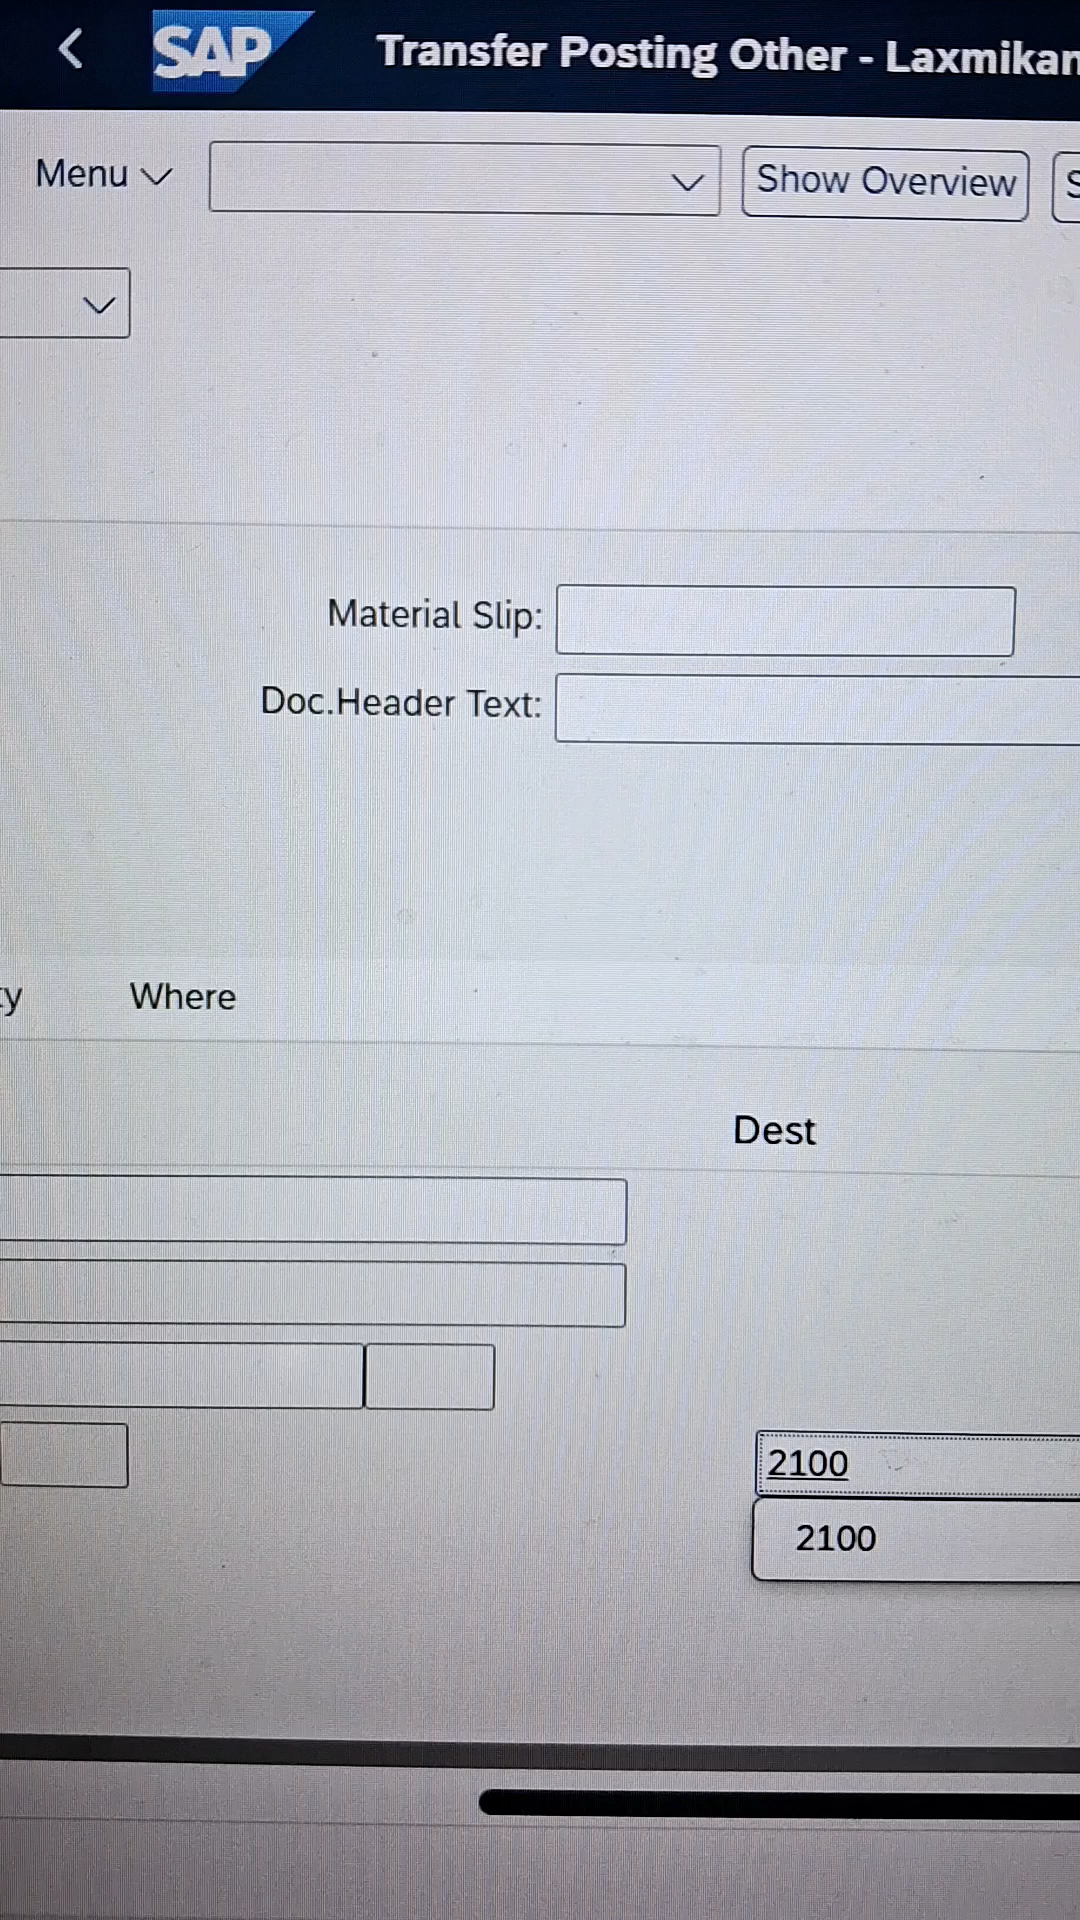 SAP
Transfer Posting Other - Laxmikan
Menu
Show Overview
Material Slip:
Doc.Header Text:
Where
Dest
2100
2100